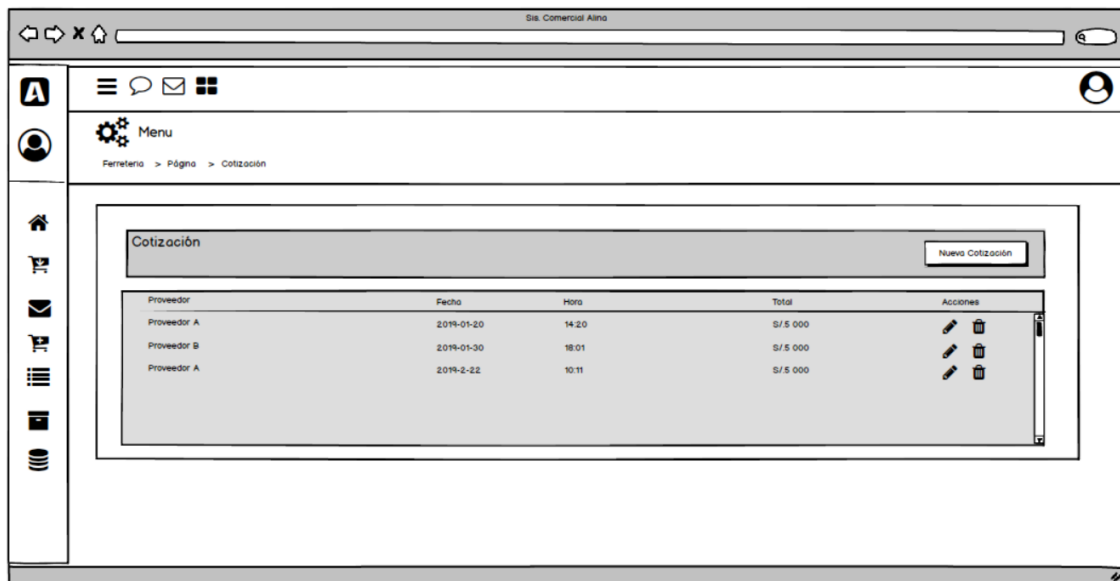 Sis. Comercial Alina
A
Menu
Ferreteria > Página > Cotización
Cotización
Nueva Cotización
Proveedor Fecha Hora Total Acciones
Proveedor A 2019-01-20 14:20 S/.5 000
Proveedor B 2019-01-30 18:01 S/.5 000
Proveedor A 2019-2-22 10:11 S/.5 000